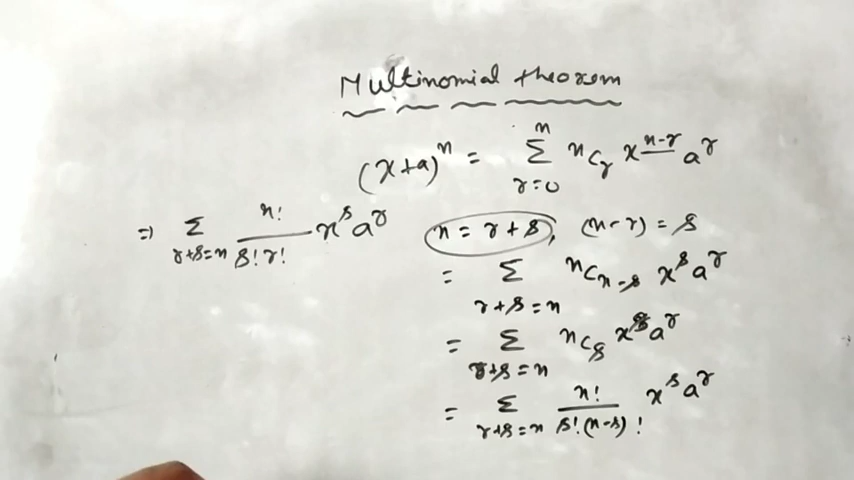 Multinomial theorem
(x+a)^n = Σ_{r=0}^{n} ⁿC_r x^{n-r} a^r
=> Σ_{r+s=n} n!/(s! r!) x^s a^r
n = r+s, (n-r) = s
= Σ_{r+s=n} ⁿC_{n-s} x^s a^r
= Σ_{r+s=n} ⁿC_s x^s a^r
= Σ_{r+s=n} n!/(s!(n-s)!) x^s a^r